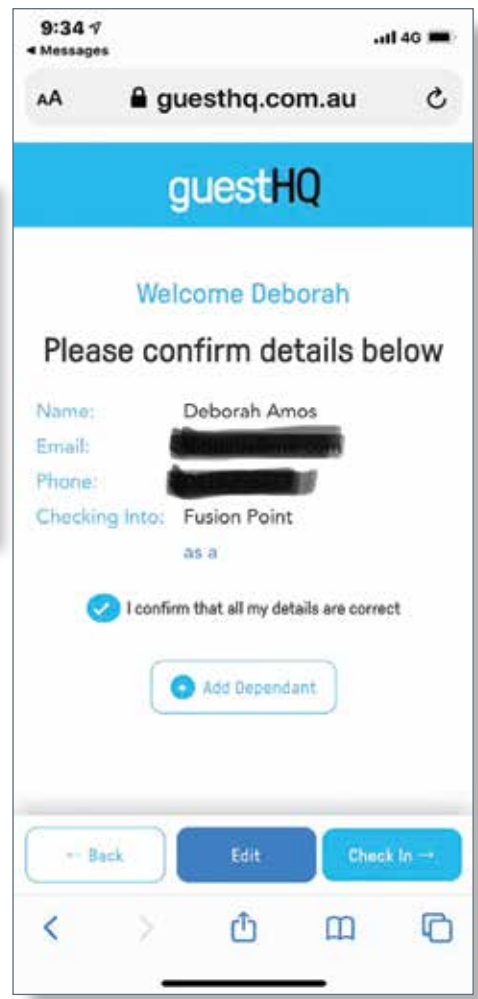 9:34
4G
◀ Messages
AA guesthq.com.au
guestHQ
Welcome Deborah
Please confirm details below
Name: Deborah Amos
Email:
Phone:
Checking Into: Fusion Point
as a
I confirm that all my details are correct
+ Add Dependant
← Back
Edit
Check In →